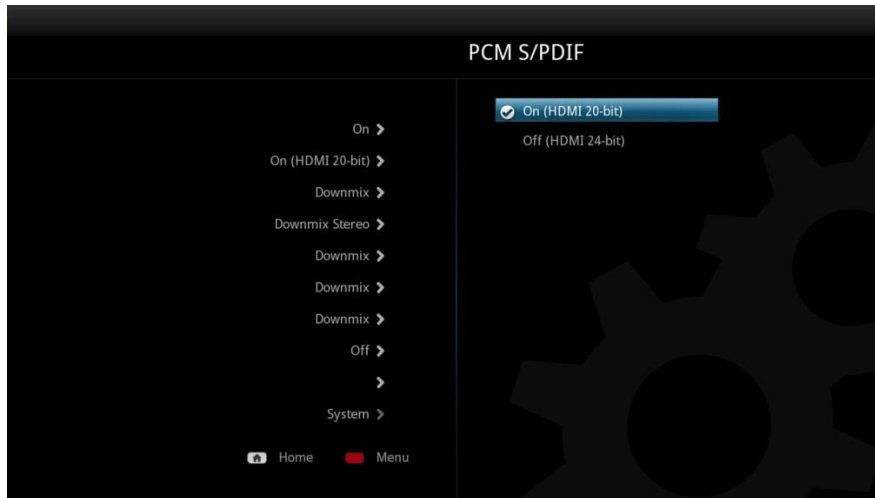 PCM S/PDIF
On
On (HDMI 20-bit)
Downmix
Downmix Stereo
Downmix
Downmix
Downmix
Off
System
Home Menu
On (HDMI 20-bit)
Off (HDMI 24-bit)